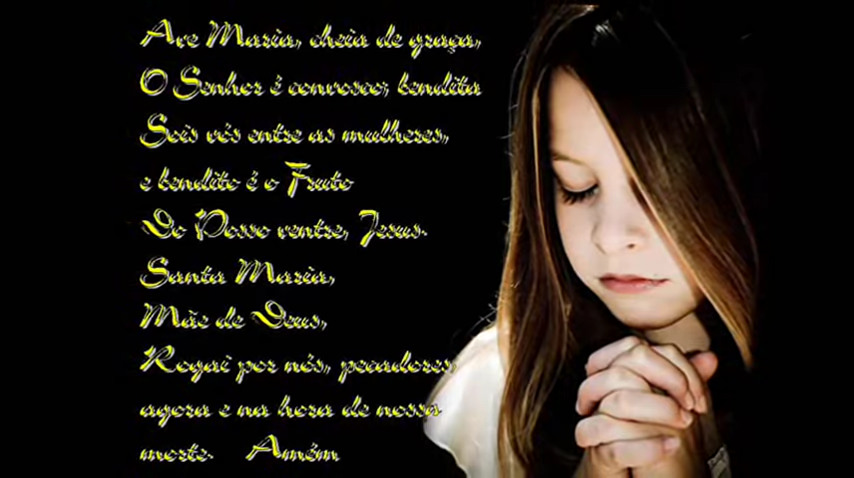 Ave Maria, cheia de graça,
O Senhor é convosco; bendita
Sois vós entre as mulheres,
e bendito é o Fruto
Do Vosso ventre, Jesus.
Santa Maria,
Mãe de Deus,
Rogai por nós, pecadores,
agora e na hora de nossa
morte. Amém